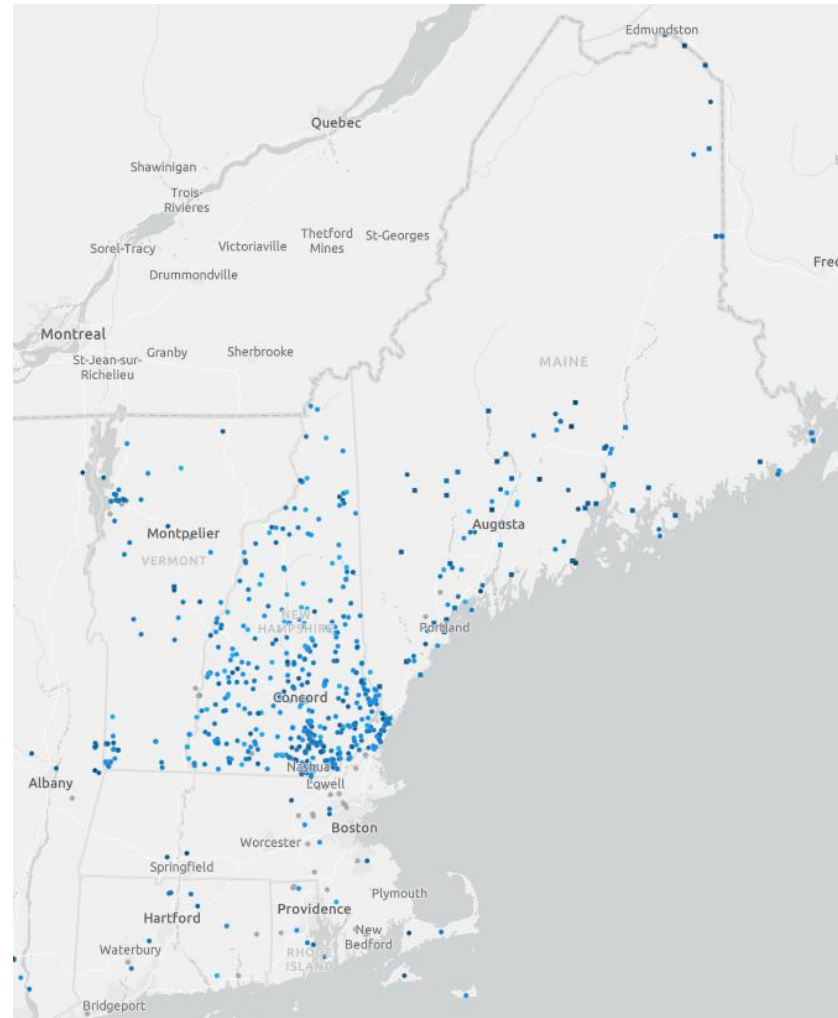 Edmundston
Quebec
Shawinigan
Trois-
Rivieres
Thetford
Mines
St-Georges
Victoriaville
Sorel-Tracy
Drummondville
Frec
Montreal
Granby
Sherbrooke
St-Jean-sur-
Richelieu
MAINE
Augusta
Montpelier
VERMONT
NEW
HAMPSHIRE
Portland
Concord
Nashua
Albany
Lowell
Boston
Worcester
Springfield
Plymouth
Hartford
Providence
New
Bedford
Waterbury
RHODE
ISLAND
Bridgeport